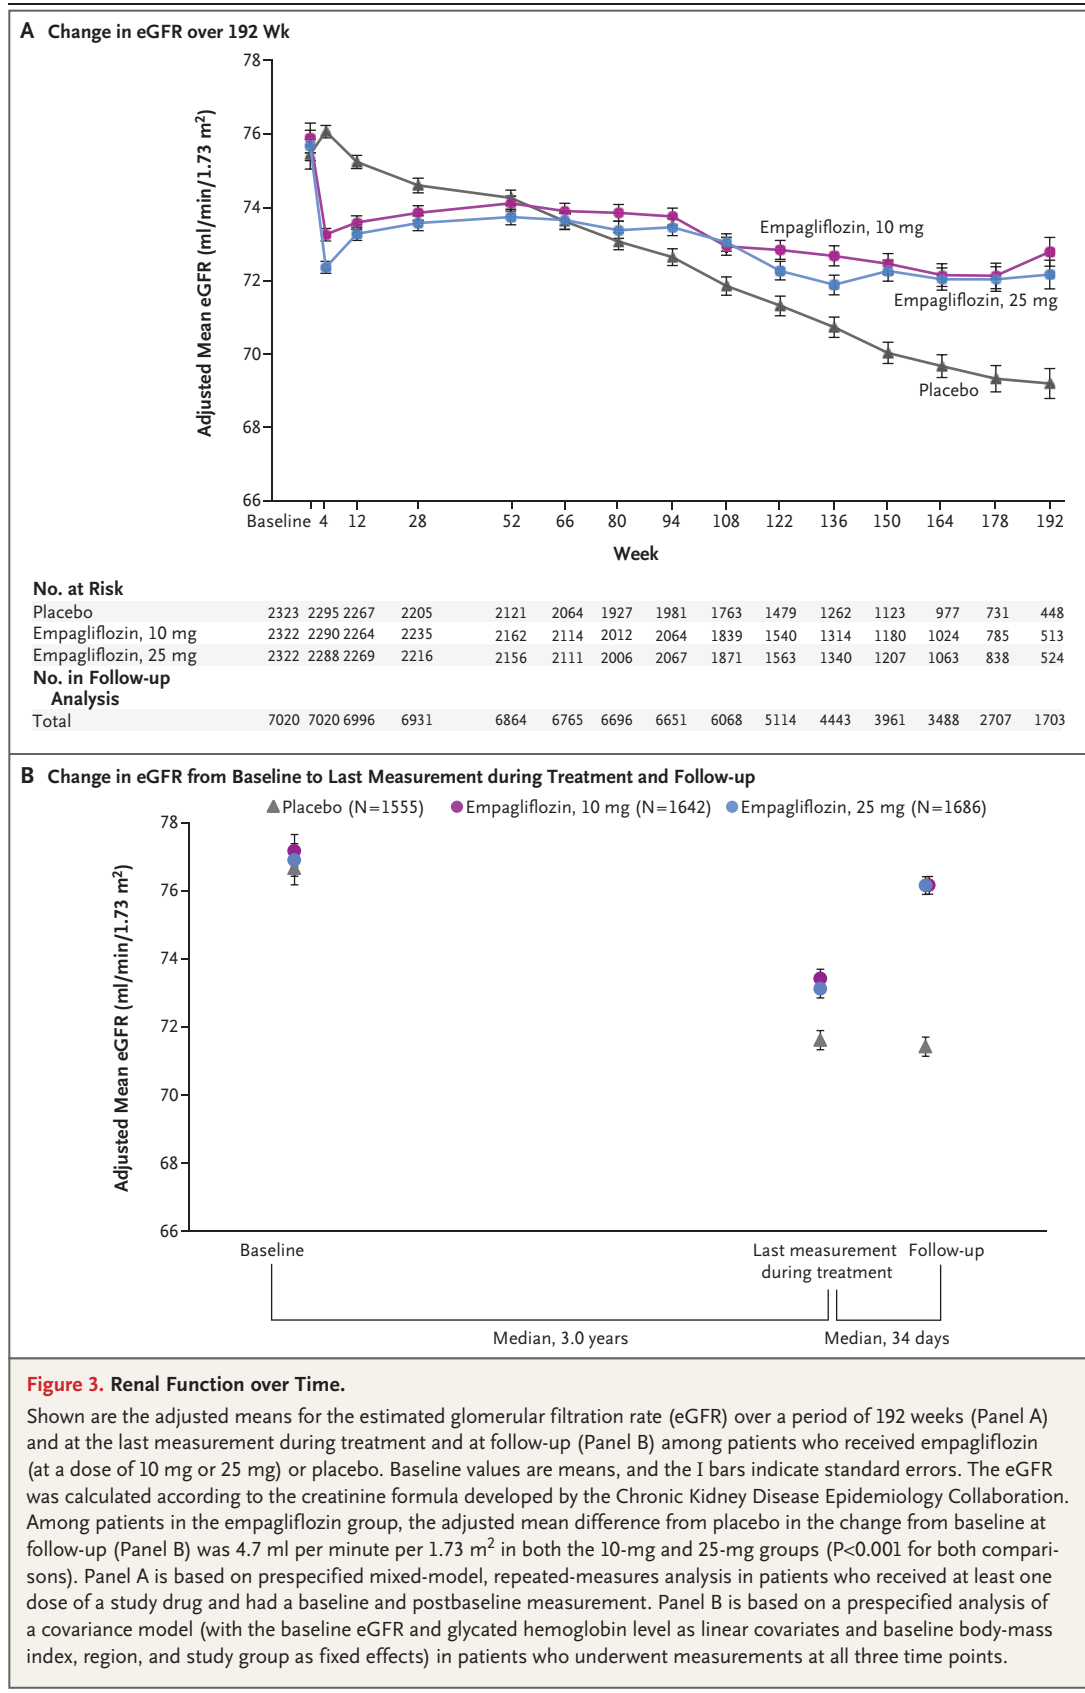 A Change in eGFR over 192 Wk
Adjusted Mean eGFR (ml/min/1.73 m²)
78
76
74
72
70
68
66
Empagliflozin, 10 mg
Empagliflozin, 25 mg
Placebo
Baseline 4 12 28 52 66 80 94 108 122 136 150 164 178 192
Week
No. at Risk
Placebo 2323 2295 2267 2205 2121 2064 1927 1981 1763 1479 1262 1123 977 731 448
Empagliflozin, 10 mg 2322 2290 2264 2235 2162 2114 2012 2064 1839 1540 1314 1180 1024 785 513
Empagliflozin, 25 mg 2322 2288 2269 2216 2156 2111 2006 2067 1871 1563 1340 1207 1063 838 524
No. in Follow-up
Analysis
Total 7020 7020 6996 6931 6864 6765 6696 6651 6068 5114 4443 3961 3488 2707 1703
B Change in eGFR from Baseline to Last Measurement during Treatment and Follow-up
Placebo (N=1555) Empagliflozin, 10 mg (N=1642) Empagliflozin, 25 mg (N=1686)
Adjusted Mean eGFR (ml/min/1.73 m²)
78
76
74
72
70
68
66
Baseline Last measurement Follow-up
during treatment
Median, 3.0 years Median, 34 days
Figure 3. Renal Function over Time.
Shown are the adjusted means for the estimated glomerular filtration rate (eGFR) over a period of 192 weeks (Panel A)
and at the last measurement during treatment and at follow-up (Panel B) among patients who received empagliflozin
(at a dose of 10 mg or 25 mg) or placebo. Baseline values are means, and the I bars indicate standard errors. The eGFR
was calculated according to the creatinine formula developed by the Chronic Kidney Disease Epidemiology Collaboration.
Among patients in the empagliflozin group, the adjusted mean difference from placebo in the change from baseline at
follow-up (Panel B) was 4.7 ml per minute per 1.73 m² in both the 10-mg and 25-mg groups (P<0.001 for both compari-
sons). Panel A is based on prespecified mixed-model, repeated-measures analysis in patients who received at least one
dose of a study drug and had a baseline and postbaseline measurement. Panel B is based on a prespecified analysis of
a covariance model (with the baseline eGFR and glycated hemoglobin level as linear covariates and baseline body-mass
index, region, and study group as fixed effects) in patients who underwent measurements at all three time points.